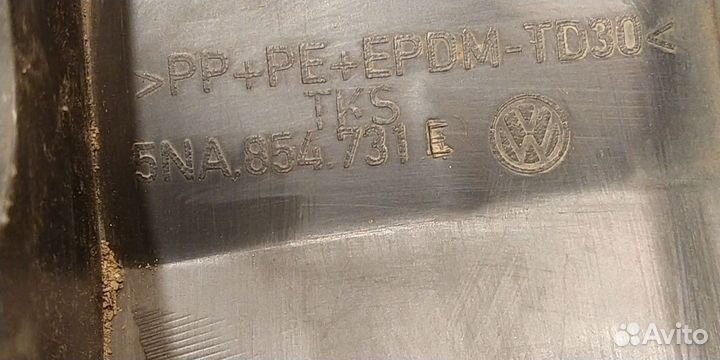 >PP+PE+EPDM-TD30<
TKS
5NA.854.731 E
Avito